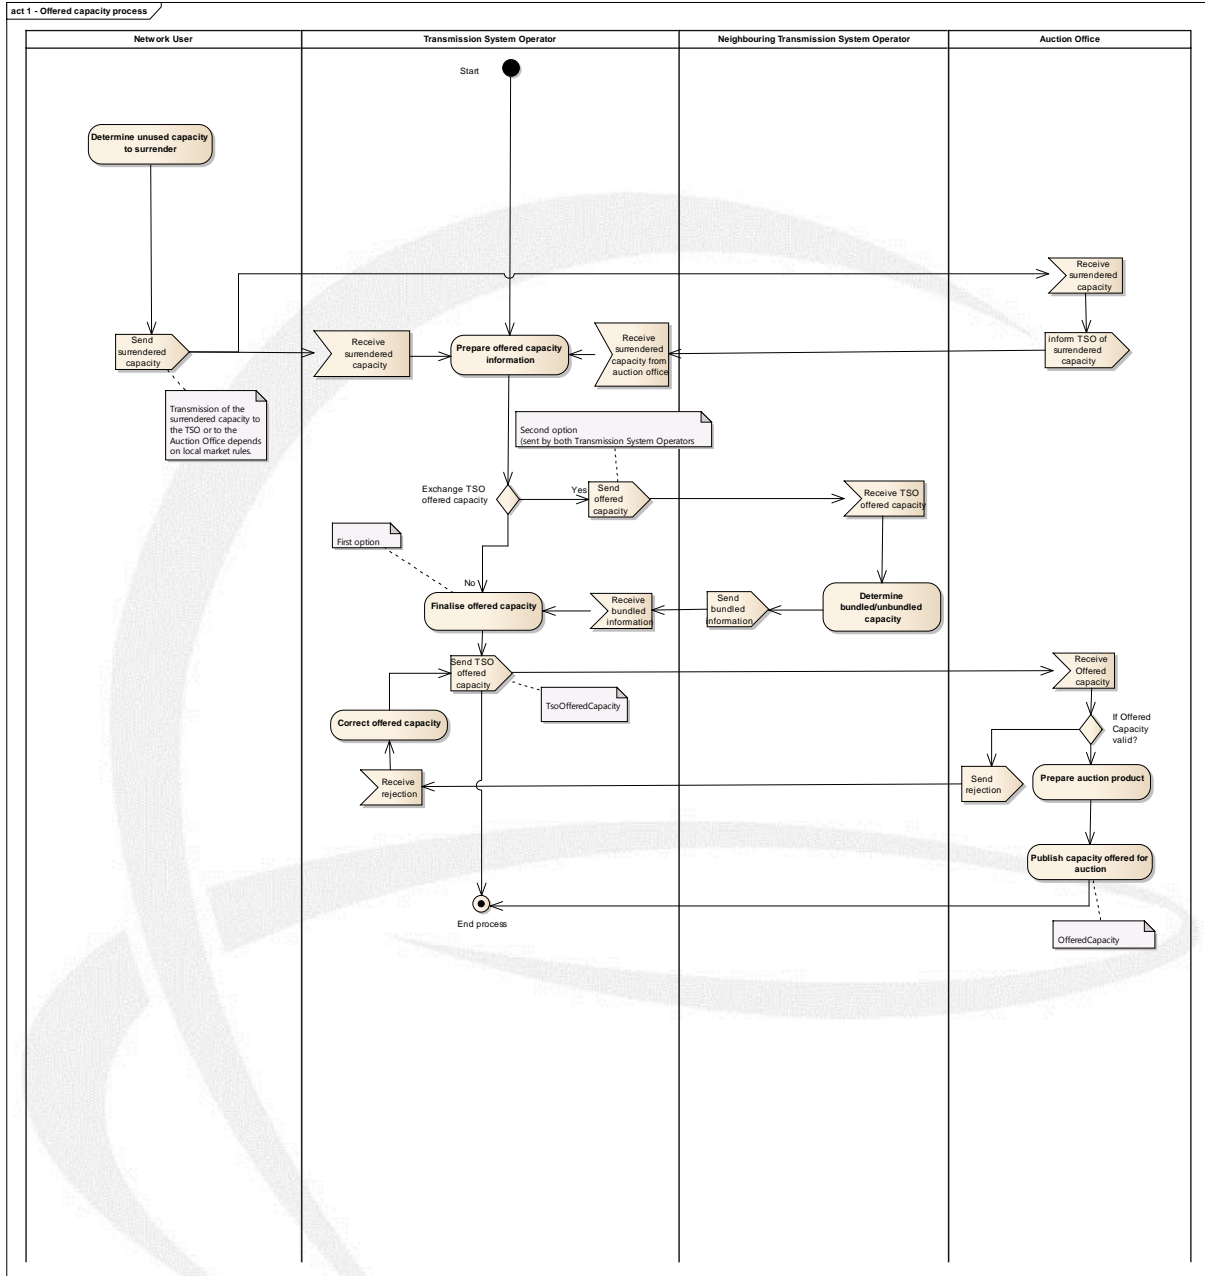 act 1 - Offered capacity process
Network User
Transmission System Operator
Neighbouring Transmission System Operator
Auction Office
Start
Determine unused capacity
to surrender
Receive
surrendered
capacity
Send
surrendered
capacity
Receive
surrendered
capacity
Prepare offered capacity
information
Receive
surrendered
capacity from
auction office
inform TSO of
surrendered
capacity
Transmission of the
surrendered capacity to
the TSO or to the
Auction Office depends
on local market rules.
Second option
(sent by both Transmission System Operators
Exchange TSO
offered capacity
Yes
Send
offered
capacity
Receive TSO
offered capacity
First option
No
Finalise offered capacity
Receive
bundled
information
Send
bundled
information
Determine
bundled/unbundled
capacity
Send TSO
offered
capacity
Receive
Offered
capacity
TsoOfferedCapacity
Correct offered capacity
If Offered
Capacity
valid?
Receive
rejection
Send
rejection
Prepare auction product
Publish capacity offered for
auction
End process
OfferedCapacity